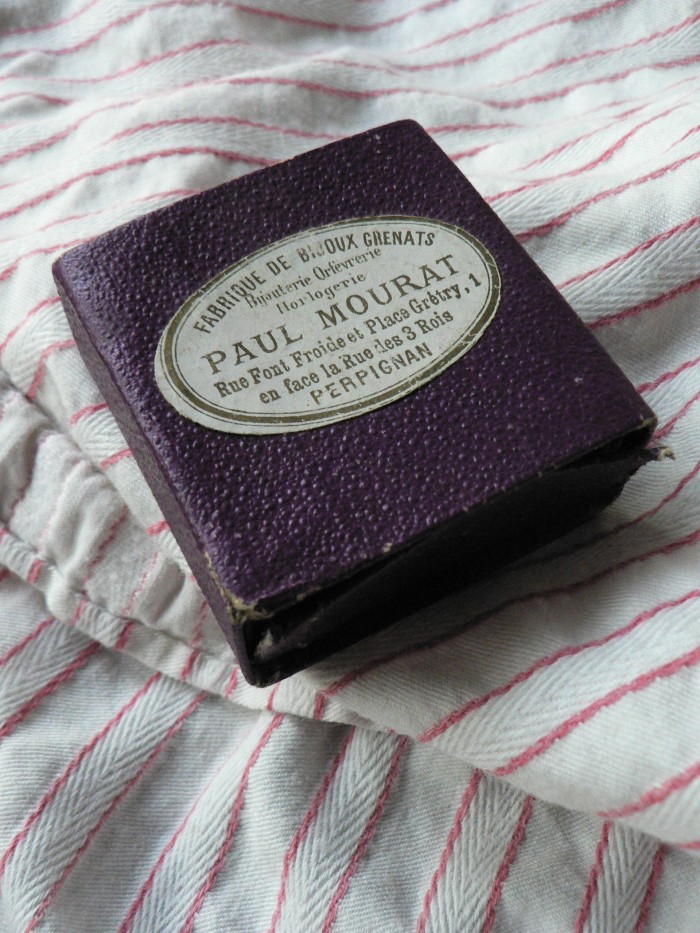 FABRIQUE DE BIJOUX GRENATS
Bijouterie Orfèvrerie
Horlogerie
PAUL MOURAT
Rue Font Froide et Place Grétry, 1
en face la Rue des 3 Rois
PERPIGNAN